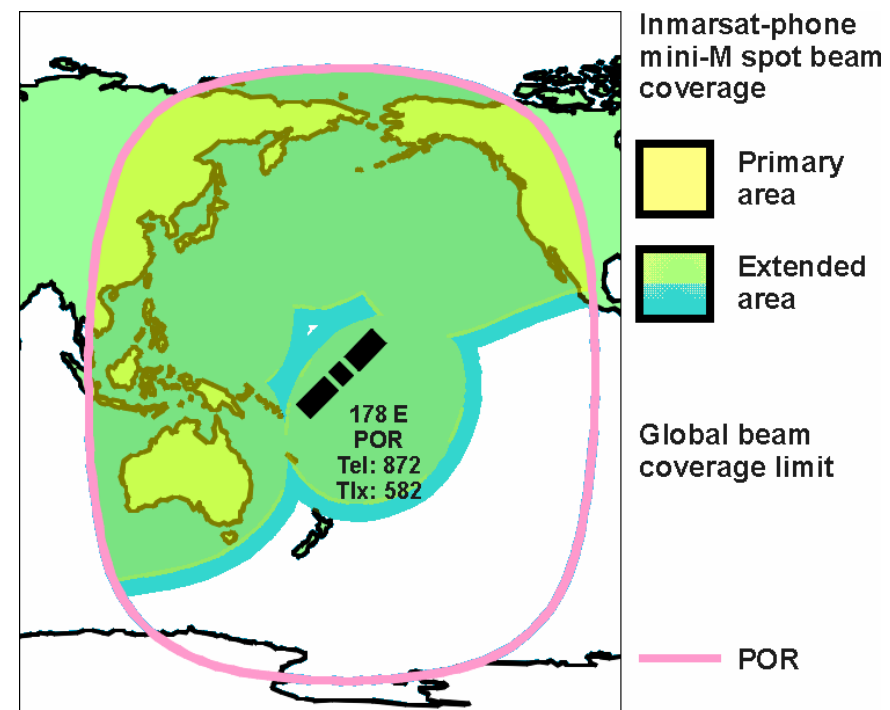 Inmarsat-phone
mini-M spot beam
coverage
Primary
area
Extended
area
178 E
POR
Tel: 872
Tlx: 582
Global beam
coverage limit
POR